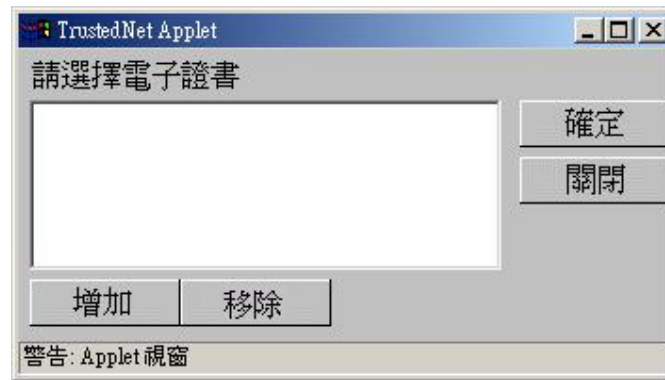 TrustedNet Applet
請選擇電子證書
確定
關閉
增加
移除
警告: Applet 視窗